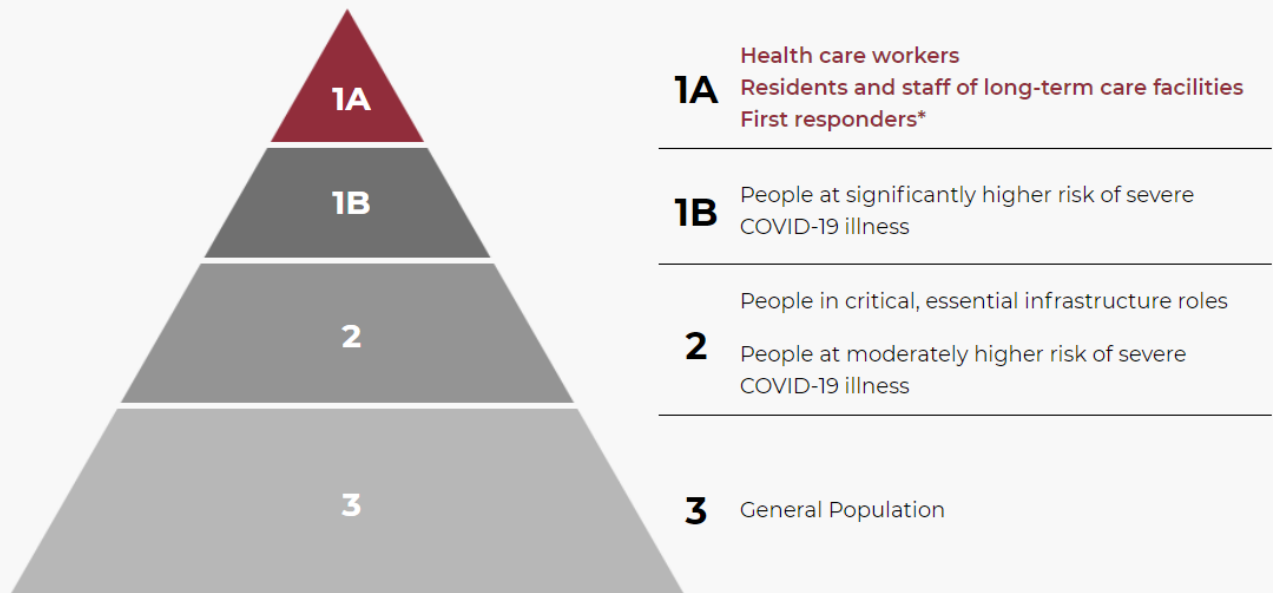 1A
1B
2
3
1A
Health care workers
Residents and staff of long-term care facilities
First responders*
1B
People at significantly higher risk of severe
COVID-19 illness
2
People in critical, essential infrastructure roles
People at moderately higher risk of severe
COVID-19 illness
3
General Population